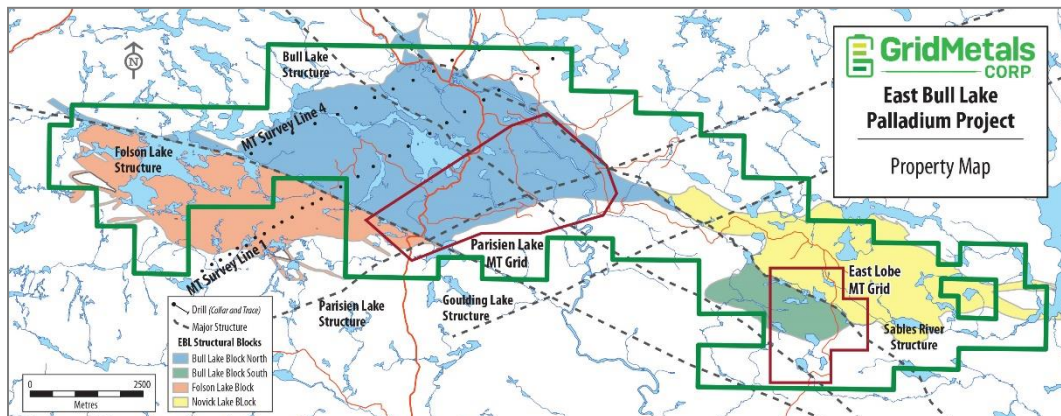 GridMetals
CORP
East Bull Lake
Palladium Project
Property Map
N
Bull Lake
Structure
MT Survey Line 4
Folson Lake
Structure
MT Survey Line 1
Parisien Lake
MT Grid
Parisien Lake
Structure
Goulding Lake
Structure
East Lobe
MT Grid
Sables River
Structure
Drill (Collar and Trace)
Major Structure
EBL Structural Blocks
Bull Lake Block North
Bull Lake Block South
Folson Lake Block
Novick Lake BLock
0 2500
Metres